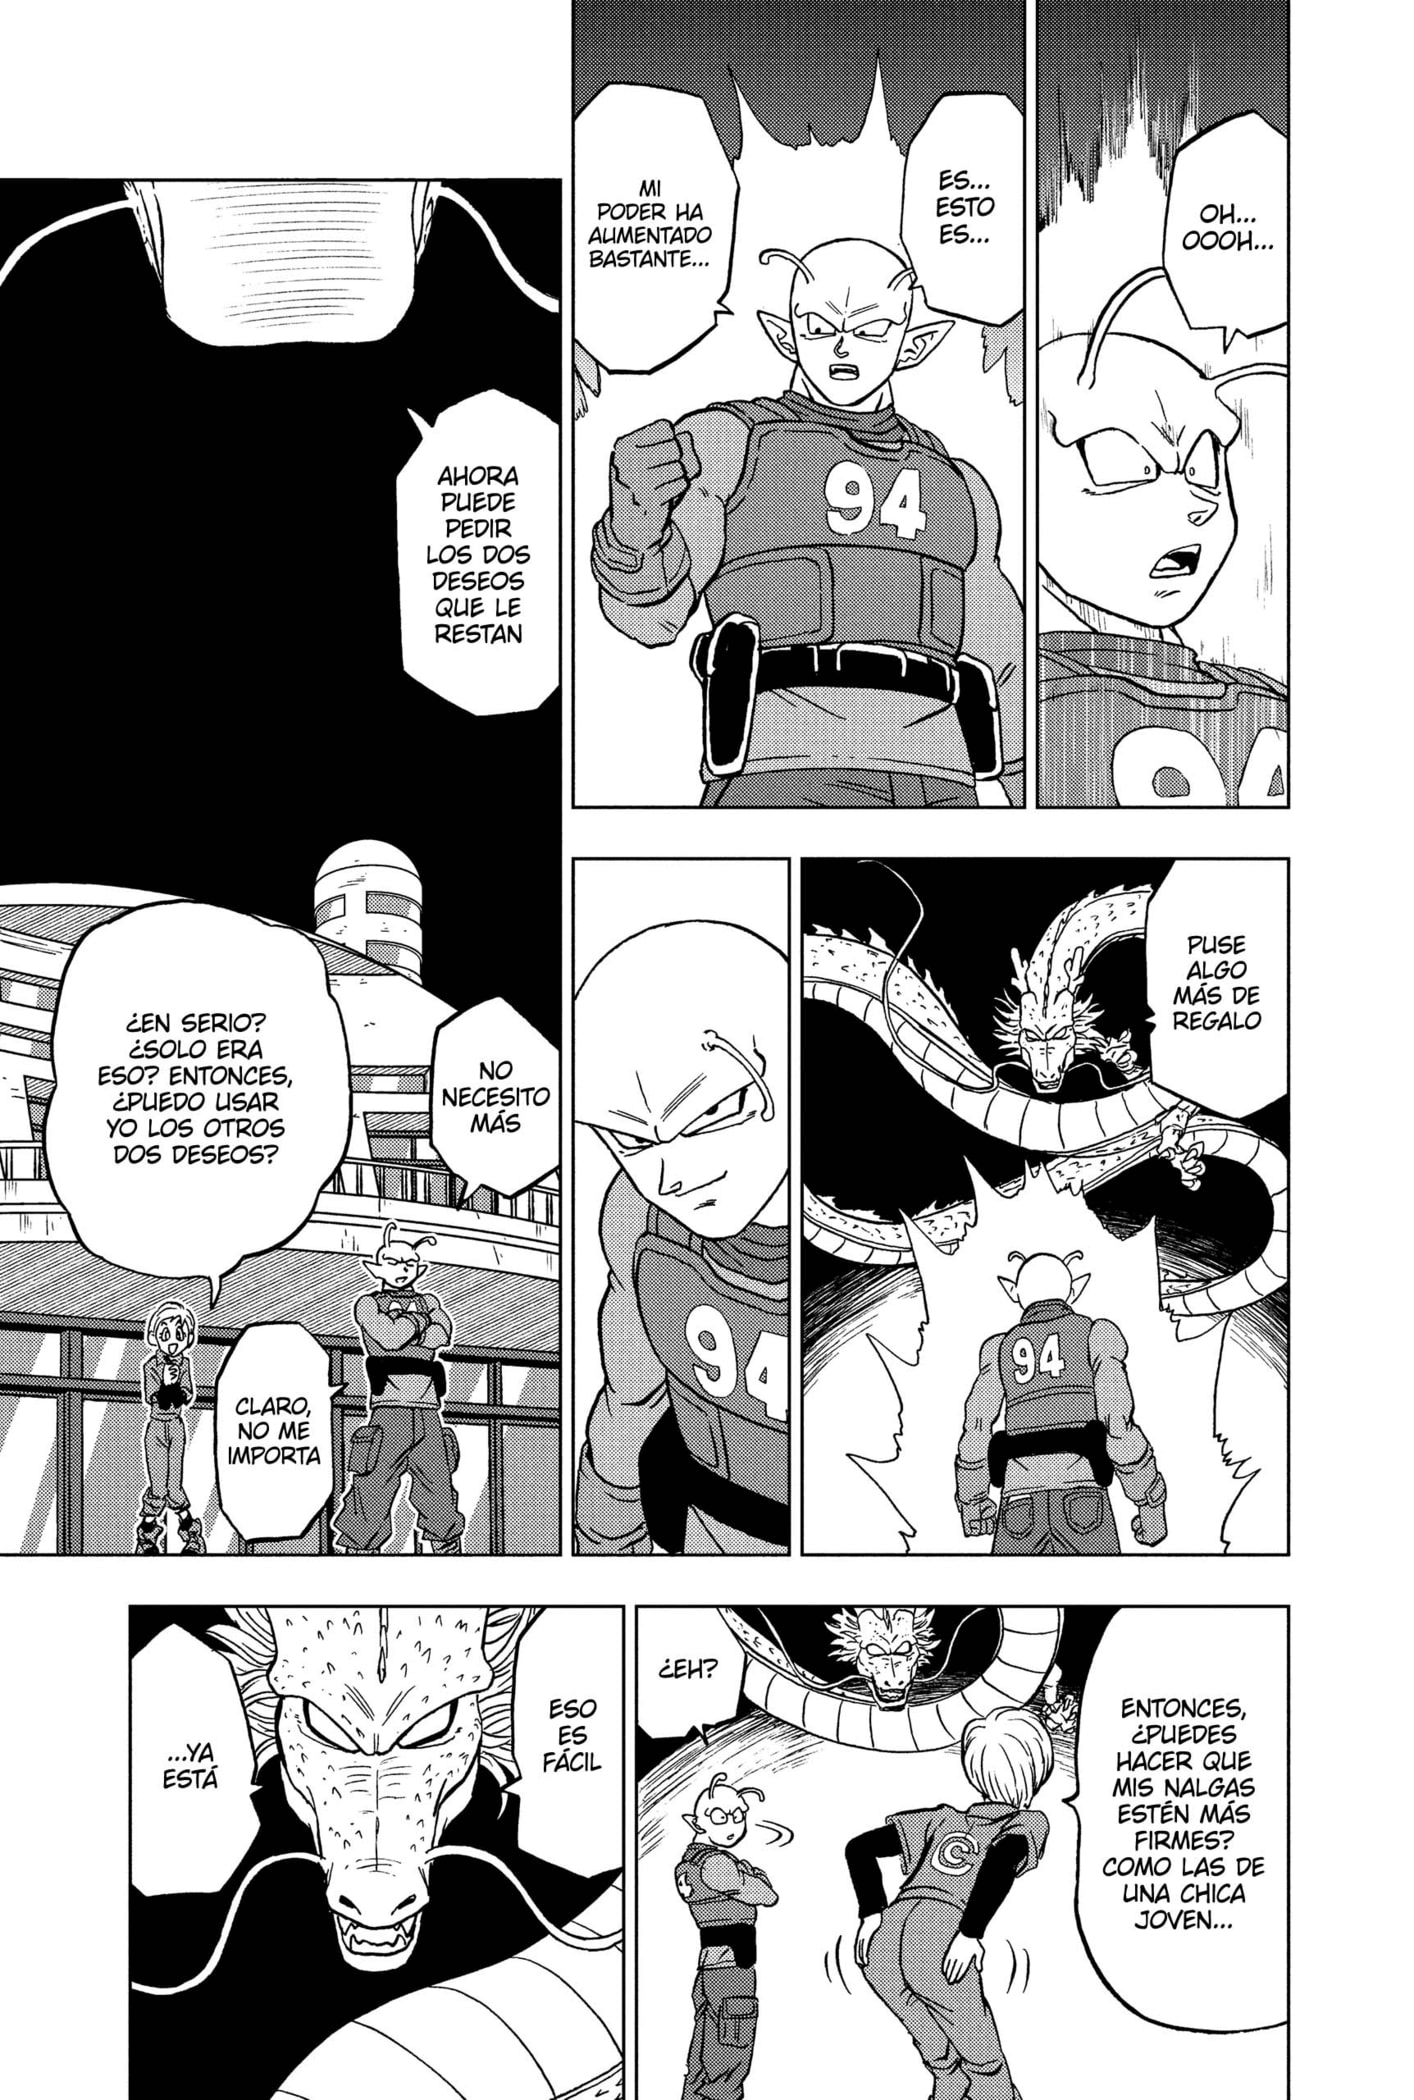 OH...
OOOH...
94
ES...
ESTO
ES...
MI
PODER HA
AUMENTADO
BASTANTE...
94
PUSE
ALGO
MÁS DE
REGALO
94
94
AHORA
PUEDE
PEDIR
LOS DOS
DESEOS
QUE LE
RESTAN
NO
NECESITO
MÁS
¿EN SERIO?
¿SOLO ERA
ESO? ENTONCES,
¿PUEDO USAR
YO LOS OTROS
DOS DESEOS?
94
CLARO,
NO ME
IMPORTA
ENTONCES,
¿PUEDES
HACER QUE
MIS NALGAS
ESTÉN MÁS
FIRMES?
COMO LAS DE
UNA CHICA
JOVEN...
C
¿EH?
ESO
ES
FÁCIL
...YA
ESTÁ